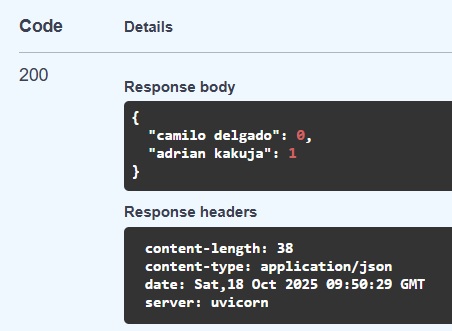 Code Details
200
Response body
{
"camilo delgado": 0,
"adrian kakuja": 1
}
Response headers
content-length: 38
content-type: application/json
date: Sat,18 Oct 2025 09:50:29 GMT
server: uvicorn